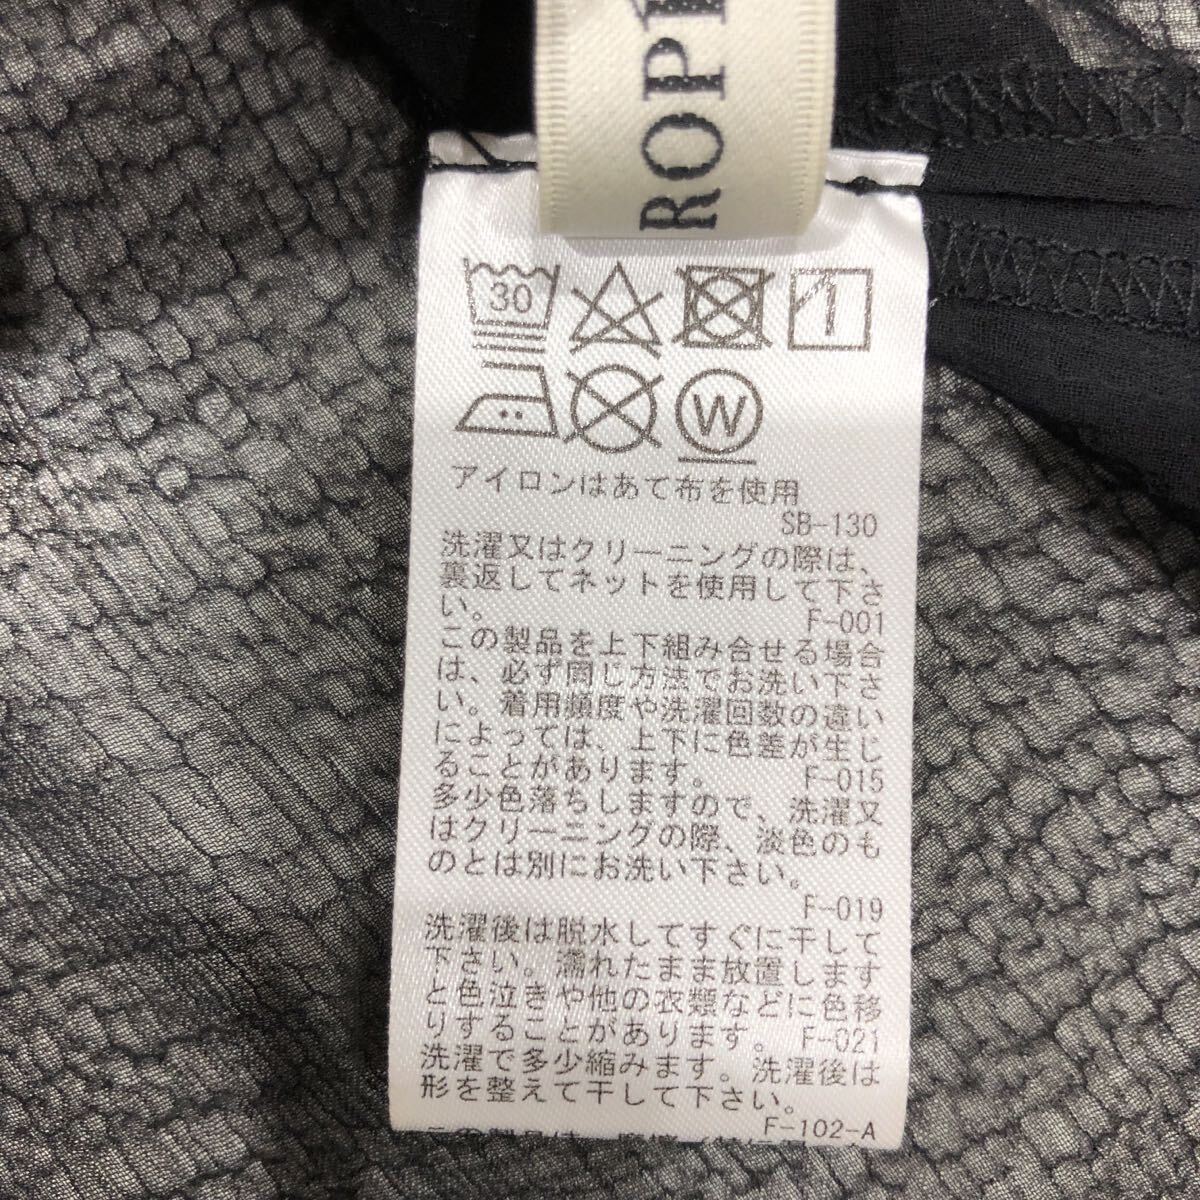 ROP
30
W
アイロンはあて布を使用
SB-130
洗濯又はクリーニングの際は、
裏返してネットを使用して下さ
い。 F-001
この製品を上下組み合せる場合
は、必ず同じ方法でお洗い下さ
い。着用頻度や洗濯回数の違い
によっては、上下に色差が生じ
ることがあります。 F-015
多少色落ちしますので、洗濯又
はクリーニングの際、淡色のも
のとは別にお洗い下さい。
F-019
洗濯後は脱水してすぐに干して
下さい。濡れたまま放置します
と色泣きや他の衣類などに色移
りすることがあります。 F-021
洗濯で多少縮みます。洗濯後は
形を整えて干して下さい。
F-102-A
この製品は、